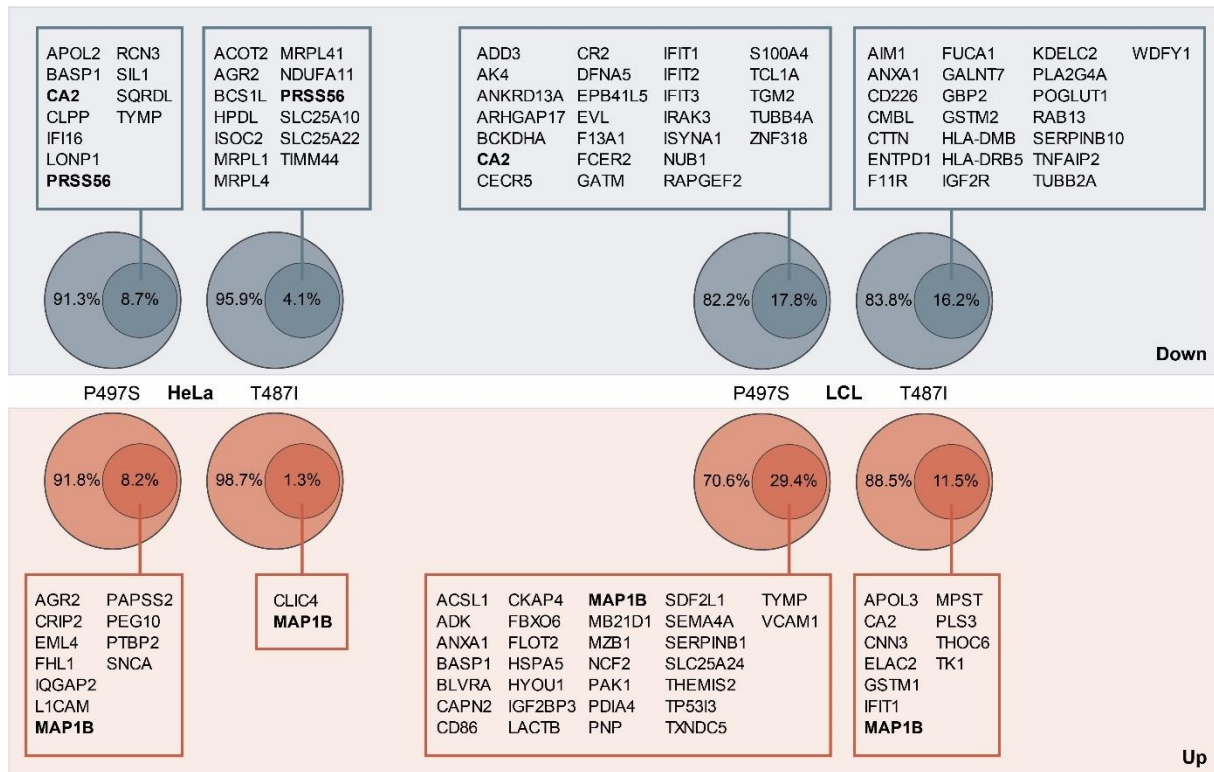 APOL2 RCN3
BASP1 SIL1
CA2 SQRDL
CLPP TYMP
IFI16
LONP1
PRSS56
ACOT2 MRPL41
AGR2 NDUFA11
BCS1L PRSS56
HPDL SLC25A10
ISOC2 SLC25A22
MRPL1 TIMM44
MRPL4
ADD3 CR2 IFIT1 S100A4
AK4 DFNA5 IFIT2 TCL1A
ANKRD13A EPB41L5 IFIT3 TGM2
ARHGAP17 EVL IRAK3 TUBB4A
BCKDHA F13A1 ISYNA1 ZNF318
CA2 FCER2 NUB1
CECR5 GATM RAPGEF2
AIM1 FUCA1 KDELC2 WDFY1
ANXA1 GALNT7 PLA2G4A
CD226 GBP2 POGLUT1
CMBL GSTM2 RAB13
CTTN HLA-DMB SERPINB10
ENTPD1 HLA-DRB5 TNFAIP2
F11R IGF2R TUBB2A
91.3% 8.7% 95.9% 4.1% 82.2% 17.8% 83.8% 16.2%
Down
P497S HeLa T487I P497S LCL T487I
91.8% 8.2% 98.7% 1.3% 70.6% 29.4% 88.5% 11.5%
AGR2 PAPSS2
CRIP2 PEG10
EML4 PTBP2
FHL1 SNCA
IQGAP2
L1CAM
MAP1B
CLIC4
MAP1B
ACSL1 CKAP4 MAP1B SDF2L1 TYMP
ADK FBXO6 MB21D1 SEMA4A VCAM1
ANXA1 FLOT2 MZB1 SERPINB1
BASP1 HSPA5 NCF2 SLC25A24
BLVRA HYOU1 PAK1 THEMIS2
CAPN2 IGF2BP3 PDIA4 TP53I3
CD86 LACTB PNP TXNDC5
APOL3 MPST
CA2 PLS3
CNN3 THOC6
ELAC2 TK1
GSTM1
IFIT1
MAP1B
Up